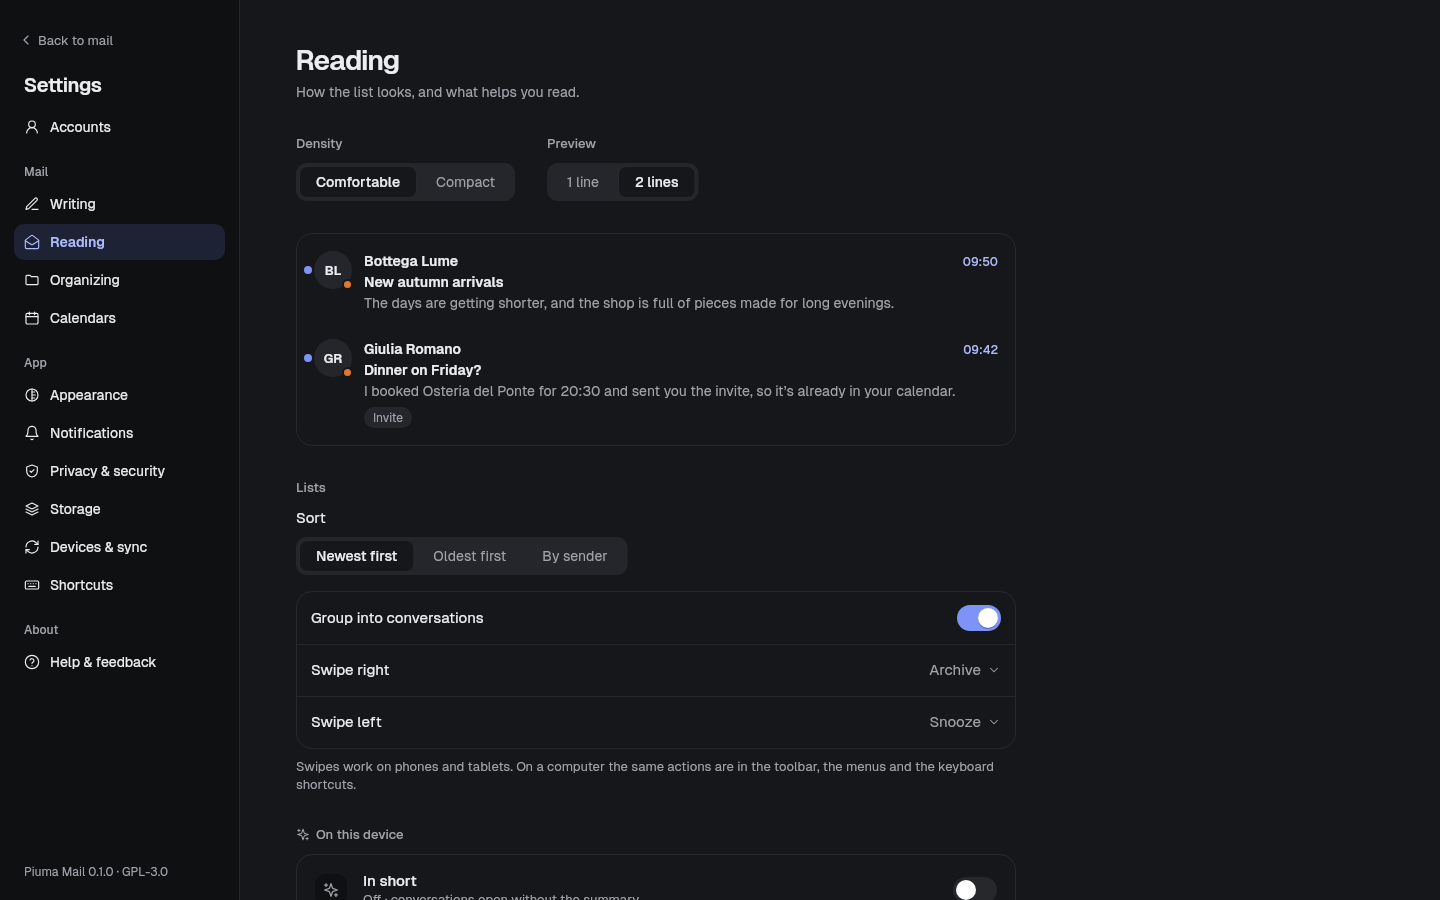 Back to mail
Settings
Accounts
Mail
Writing
Reading
Organizing
Calendars
App
Appearance
Notifications
Privacy & security
Storage
Devices & sync
Shortcuts
About
Help & feedback
Piuma Mail 0.1.0 · GPL-3.0
Reading
How the list looks, and what helps you read.
Density
Preview
Comfortable
Compact
1 line
2 lines
BL
Bottega Lume
09:50
New autumn arrivals
The days are getting shorter, and the shop is full of pieces made for long evenings.
GR
Giulia Romano
09:42
Dinner on Friday?
I booked Osteria del Ponte for 20:30 and sent you the invite, so it's already in your calendar.
Invite
Lists
Sort
Newest first
Oldest first
By sender
Group into conversations
Swipe right
Archive
Swipe left
Snooze
Swipes work on phones and tablets. On a computer the same actions are in the toolbar, the menus and the keyboard
shortcuts.
On this device
In short
Off · conversations open without the summary